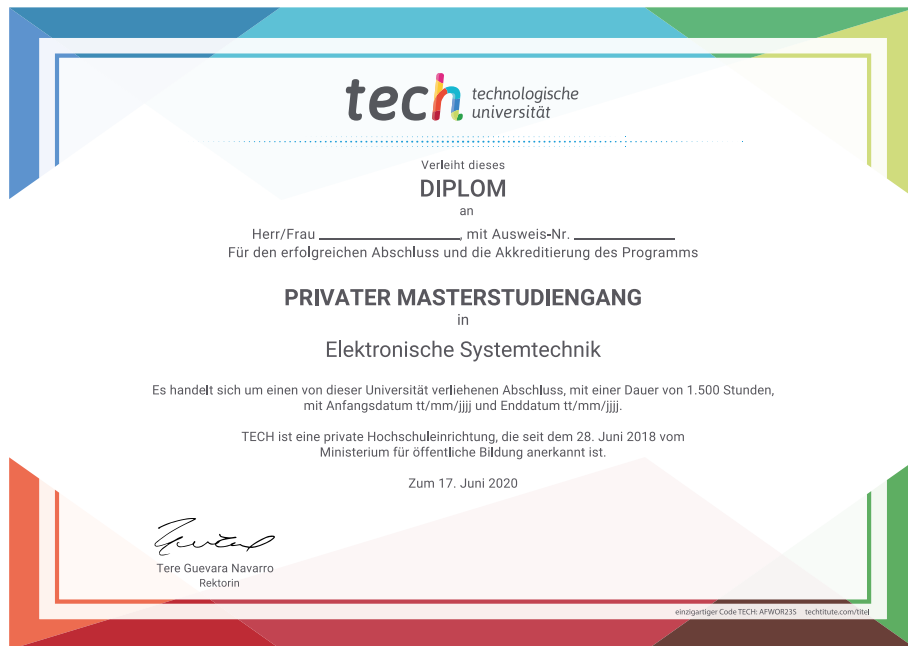 tech technologische
universität
Verleiht dieses
DIPLOM
an
Herr/Frau ________________, mit Ausweis-Nr. ____________
Für den erfolgreichen Abschluss und die Akkreditierung des Programms
PRIVATER MASTERSTUDIENGANG
in
Elektronische Systemtechnik
Es handelt sich um einen von dieser Universität verliehenen Abschluss, mit einer Dauer von 1.500 Stunden,
mit Anfangsdatum tt/mm/jjjj und Enddatum tt/mm/jjjj.
TECH ist eine private Hochschuleinrichtung, die seit dem 28. Juni 2018 vom
Ministerium für öffentliche Bildung anerkannt ist.
Zum 17. Juni 2020
Tere Guevara Navarro
Rektorin
einzigartiger Code TECH: AFWOR23S techtitute.com/titel